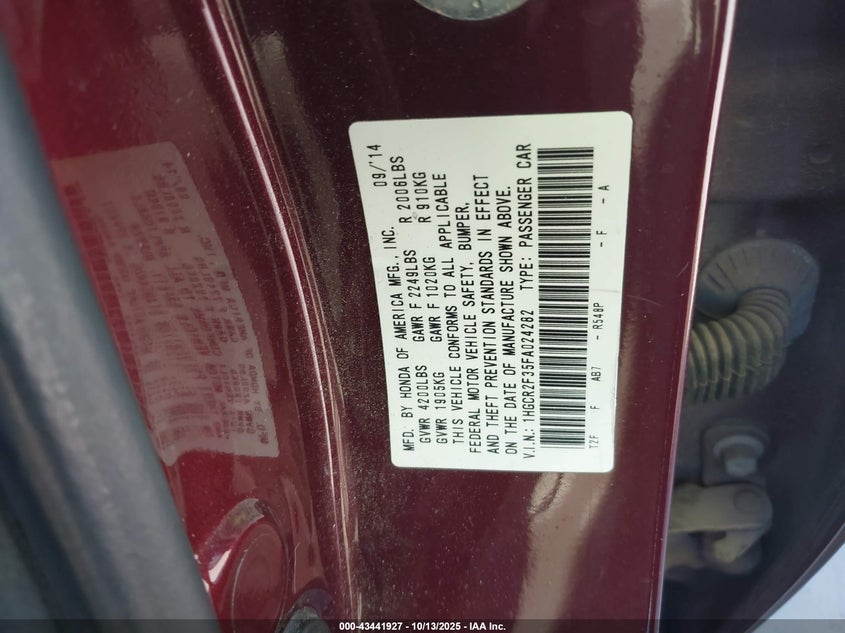 MFD. BY HONDA OF AMERICA MFG., INC. 09/'14
GVWR 4200LBS GAWR F 2249LBS R 2006LBS
GVWR 1905KG GAWR F 1020KG R 910KG
THIS VEHICLE CONFORMS TO ALL APPLICABLE
FEDERAL MOTOR VEHICLE SAFETY, BUMPER,
AND THEFT PREVENTION STANDARDS IN EFFECT
ON THE DATE OF MANUFACTURE SHOWN ABOVE.
V.I.N.: 1HGCR2F35FA024282 TYPE: PASSENGER CAR
T2F F AB7 - R548P - F - A
000-43441927 - 10/13/2025 - IAA Inc.